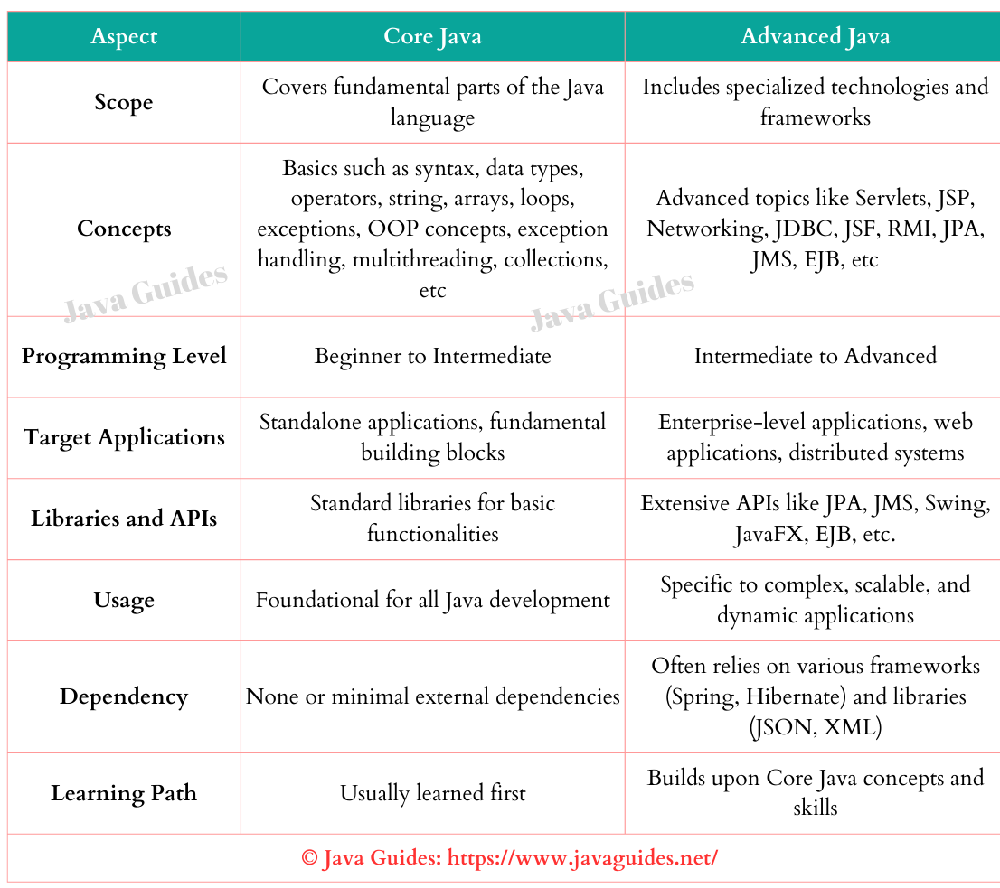 Aspect
Core Java
Advanced Java
Scope
Covers fundamental parts of the Java
language
Includes specialized technologies and
frameworks
Concepts
Basics such as syntax, data types,
operators, string, arrays, loops,
exceptions, OOP concepts, exception
handling, multithreading, collections,
etc
Advanced topics like Servlets, JSP,
Networking, JDBC, JSF, RMI, JPA,
JMS, EJB, etc
Java Guides
Java Guides
Programming Level
Beginner to Intermediate
Intermediate to Advanced
Target Applications
Standalone applications, fundamental
building blocks
Enterprise-level applications, web
applications, distributed systems
Libraries and APIs
Standard libraries for basic
functionalities
Extensive APIs like JPA, JMS, Swing,
JavaFX, EJB, etc.
Usage
Foundational for all Java development
Specific to complex, scalable, and
dynamic applications
Dependency
None or minimal external dependencies
Often relies on various frameworks
(Spring, Hibernate) and libraries
(JSON, XML)
Learning Path
Usually learned first
Builds upon Core Java concepts and
skills
© Java Guides: https://www.javaguides.net/